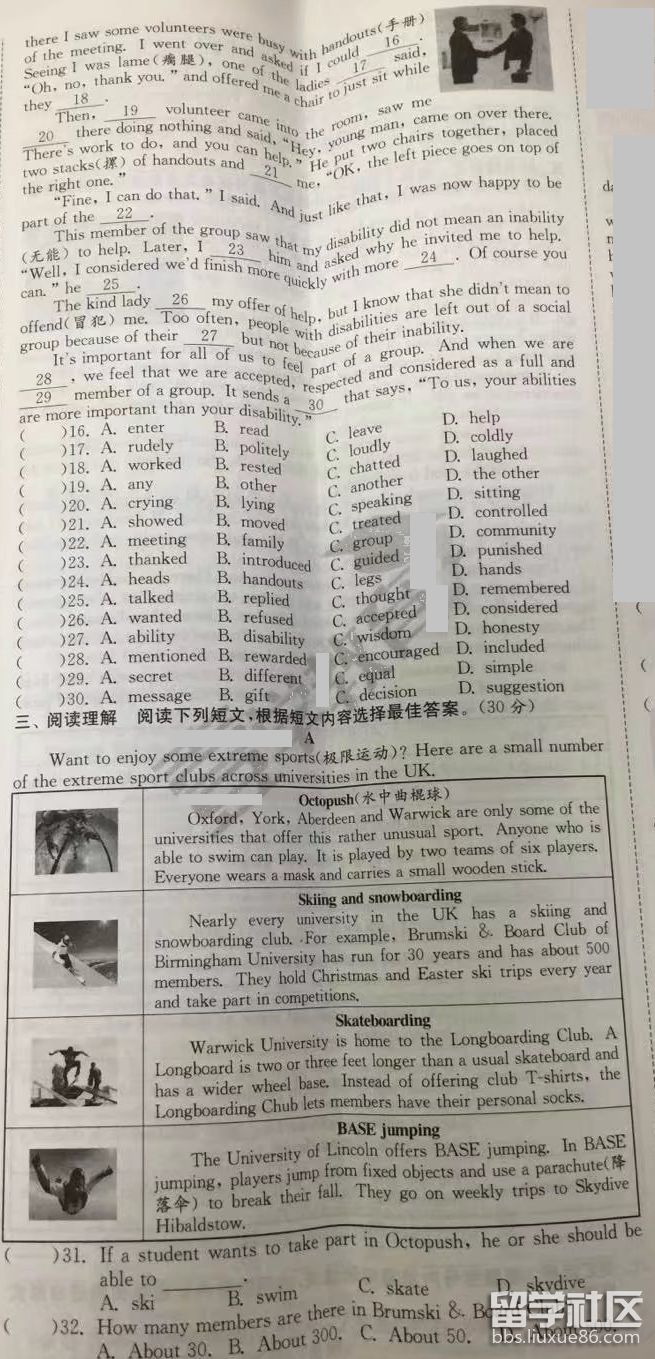 there I saw some volunteers were busy with handouts(手册)
of the meeting. I went over and asked if I could 16 .
Seeing I was lame(瘸腿), one of the ladies 17 said,
"Oh, no, thank you." and offered me a chair to just sit while
they 18 .
Then, 19 volunteer came into the room, saw me
20 there doing nothing and said, "Hey, young man, came on over there.
There's work to do, and you can help." He put two chairs together, placed
two stacks(摞) of handouts and 21 me, "OK, the left piece goes on top of
the right one."
"Fine, I can do that." I said. And just like that, I was now happy to be
part of the 22 .
This member of the group saw that my disability did not mean an inability
(无能) to help. Later, I 23 him and asked why he invited me to help.
"Well, I considered we'd finish more quickly with more 24 . Of course you
can." he 25 .
The kind lady 26 my offer of help, but I know that she didn't mean to
offend(冒犯) me. Too often, people with disabilities are left out of a social
group because of their 27 but not because of their inability.
It's important for all of us to feel part of a group. And when we are
28 , we feel that we are accepted, respected and considered as a full and
29 member of a group. It sends a 30 that says, "To us, your abilities
are more important than your disability."
( )16. A. enter B. read C. leave D. help
( )17. A. rudely B. politely C. loudly D. coldly
( )18. A. worked B. rested C. chatted D. laughed
( )19. A. any B. other C. another D. the other
( )20. A. crying B. lying C. speaking D. sitting
( )21. A. showed B. moved C. treated D. controlled
( )22. A. meeting B. family C. group D. community
( )23. A. thanked B. introduced C. guided D. punished
( )24. A. heads B. handouts C. legs D. hands
( )25. A. talked B. replied C. thought D. remembered
( )26. A. wanted B. refused C. accepted D. considered
( )27. A. ability B. disability C. wisdom D. honesty
( )28. A. mentioned B. rewarded C. encouraged D. included
( )29. A. secret B. different C. equal D. simple
( )30. A. message B. gift C. decision D. suggestion
三、阅读理解 阅读下列短文,根据短文内容选择最佳答案。(30分)
A
Want to enjoy some extreme sports(极限运动)? Here are a small number
of the extreme sport clubs across universities in the UK.
Octopush(水中曲棍球)
Oxford, York, Aberdeen and Warwick are only some of the
universities that offer this rather unusual sport. Anyone who is
able to swim can play. It is played by two teams of six players.
Everyone wears a mask and carries a small wooden stick.
Skiing and snowboarding
Nearly every university in the UK has a skiing and
snowboarding club. For example, Brumski & Board Club of
Birmingham University has run for 30 years and has about 500
members. They hold Christmas and Easter ski trips every year
and take part in competitions.
Skateboarding
Warwick University is home to the Longboarding Club. A
Longboard is two or three feet longer than a usual skateboard and
has a wider wheel base. Instead of offering club T-shirts, the
Longboarding Chub lets members have their personal socks.
BASE jumping
The University of Lincoln offers BASE jumping. In BASE
jumping, players jump from fixed objects and use a parachute(降
落伞) to break their fall. They go on weekly trips to Skydive
Hibaldstow.
( )31. If a student wants to take part in Octopush, he or she should be
able to ______.
A. ski B. swim C. skate D. skydive
( )32. How many members are there in Brumski &
A. About 30. B. About 300. C. About 50.
留学社区
bbs.liuxue86.com